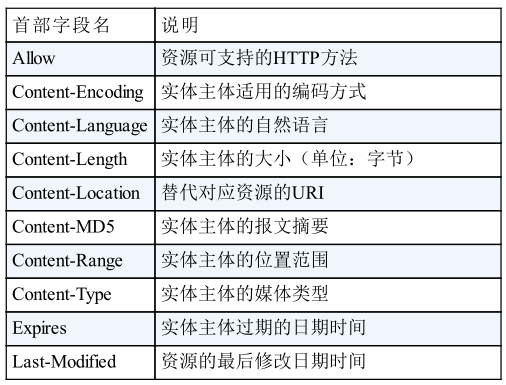 首部字段名 说明
Allow 资源可支持的HTTP方法
Content-Encoding 实体主体适用的编码方式
Content-Language 实体主体的自然语言
Content-Length 实体主体的大小（单位：字节）
Content-Location 替代对应资源的URI
Content-MD5 实体主体的报文摘要
Content-Range 实体主体的位置范围
Content-Type 实体主体的媒体类型
Expires 实体主体过期的日期时间
Last-Modified 资源的最后修改日期时间